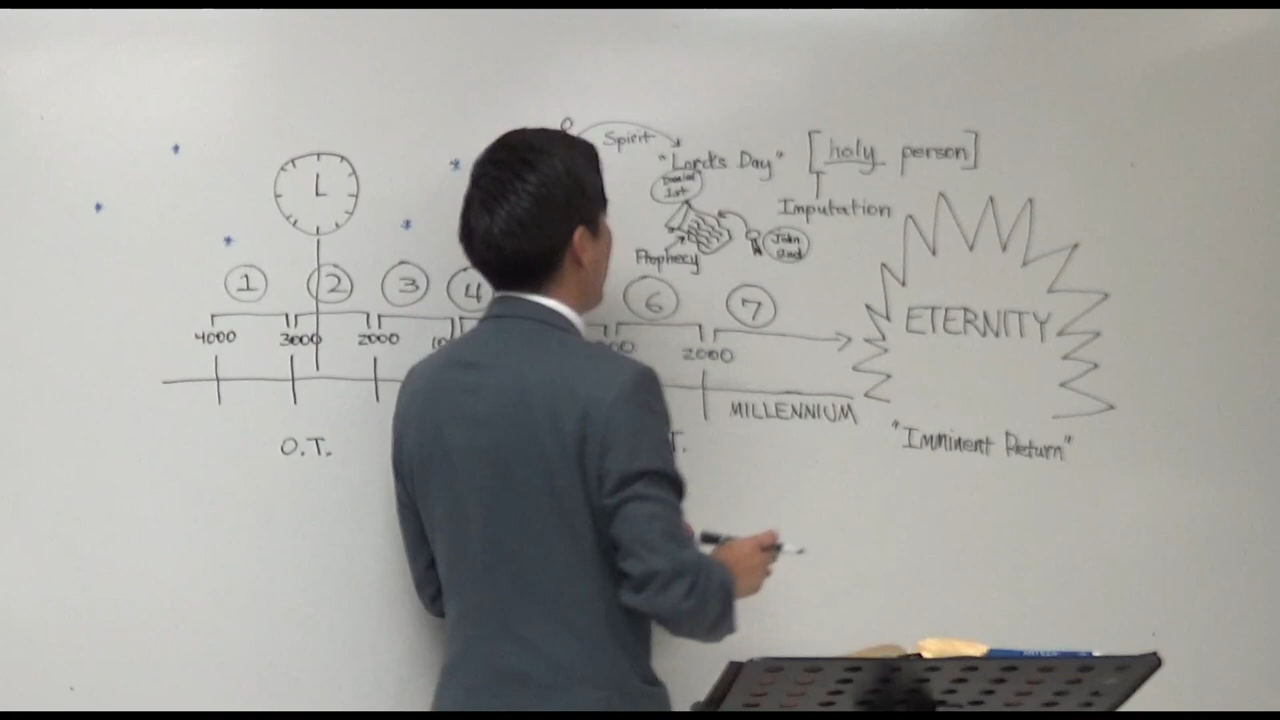 Spirit
"Lord's Day"
[holy person]
Daniel
1st
Imputation
John
2nd
Prophecy
1 2 3 4 6 7
4000 3000 2000 2000
ETERNITY
MILLENNIUM
O.T.
"Imminent Return"